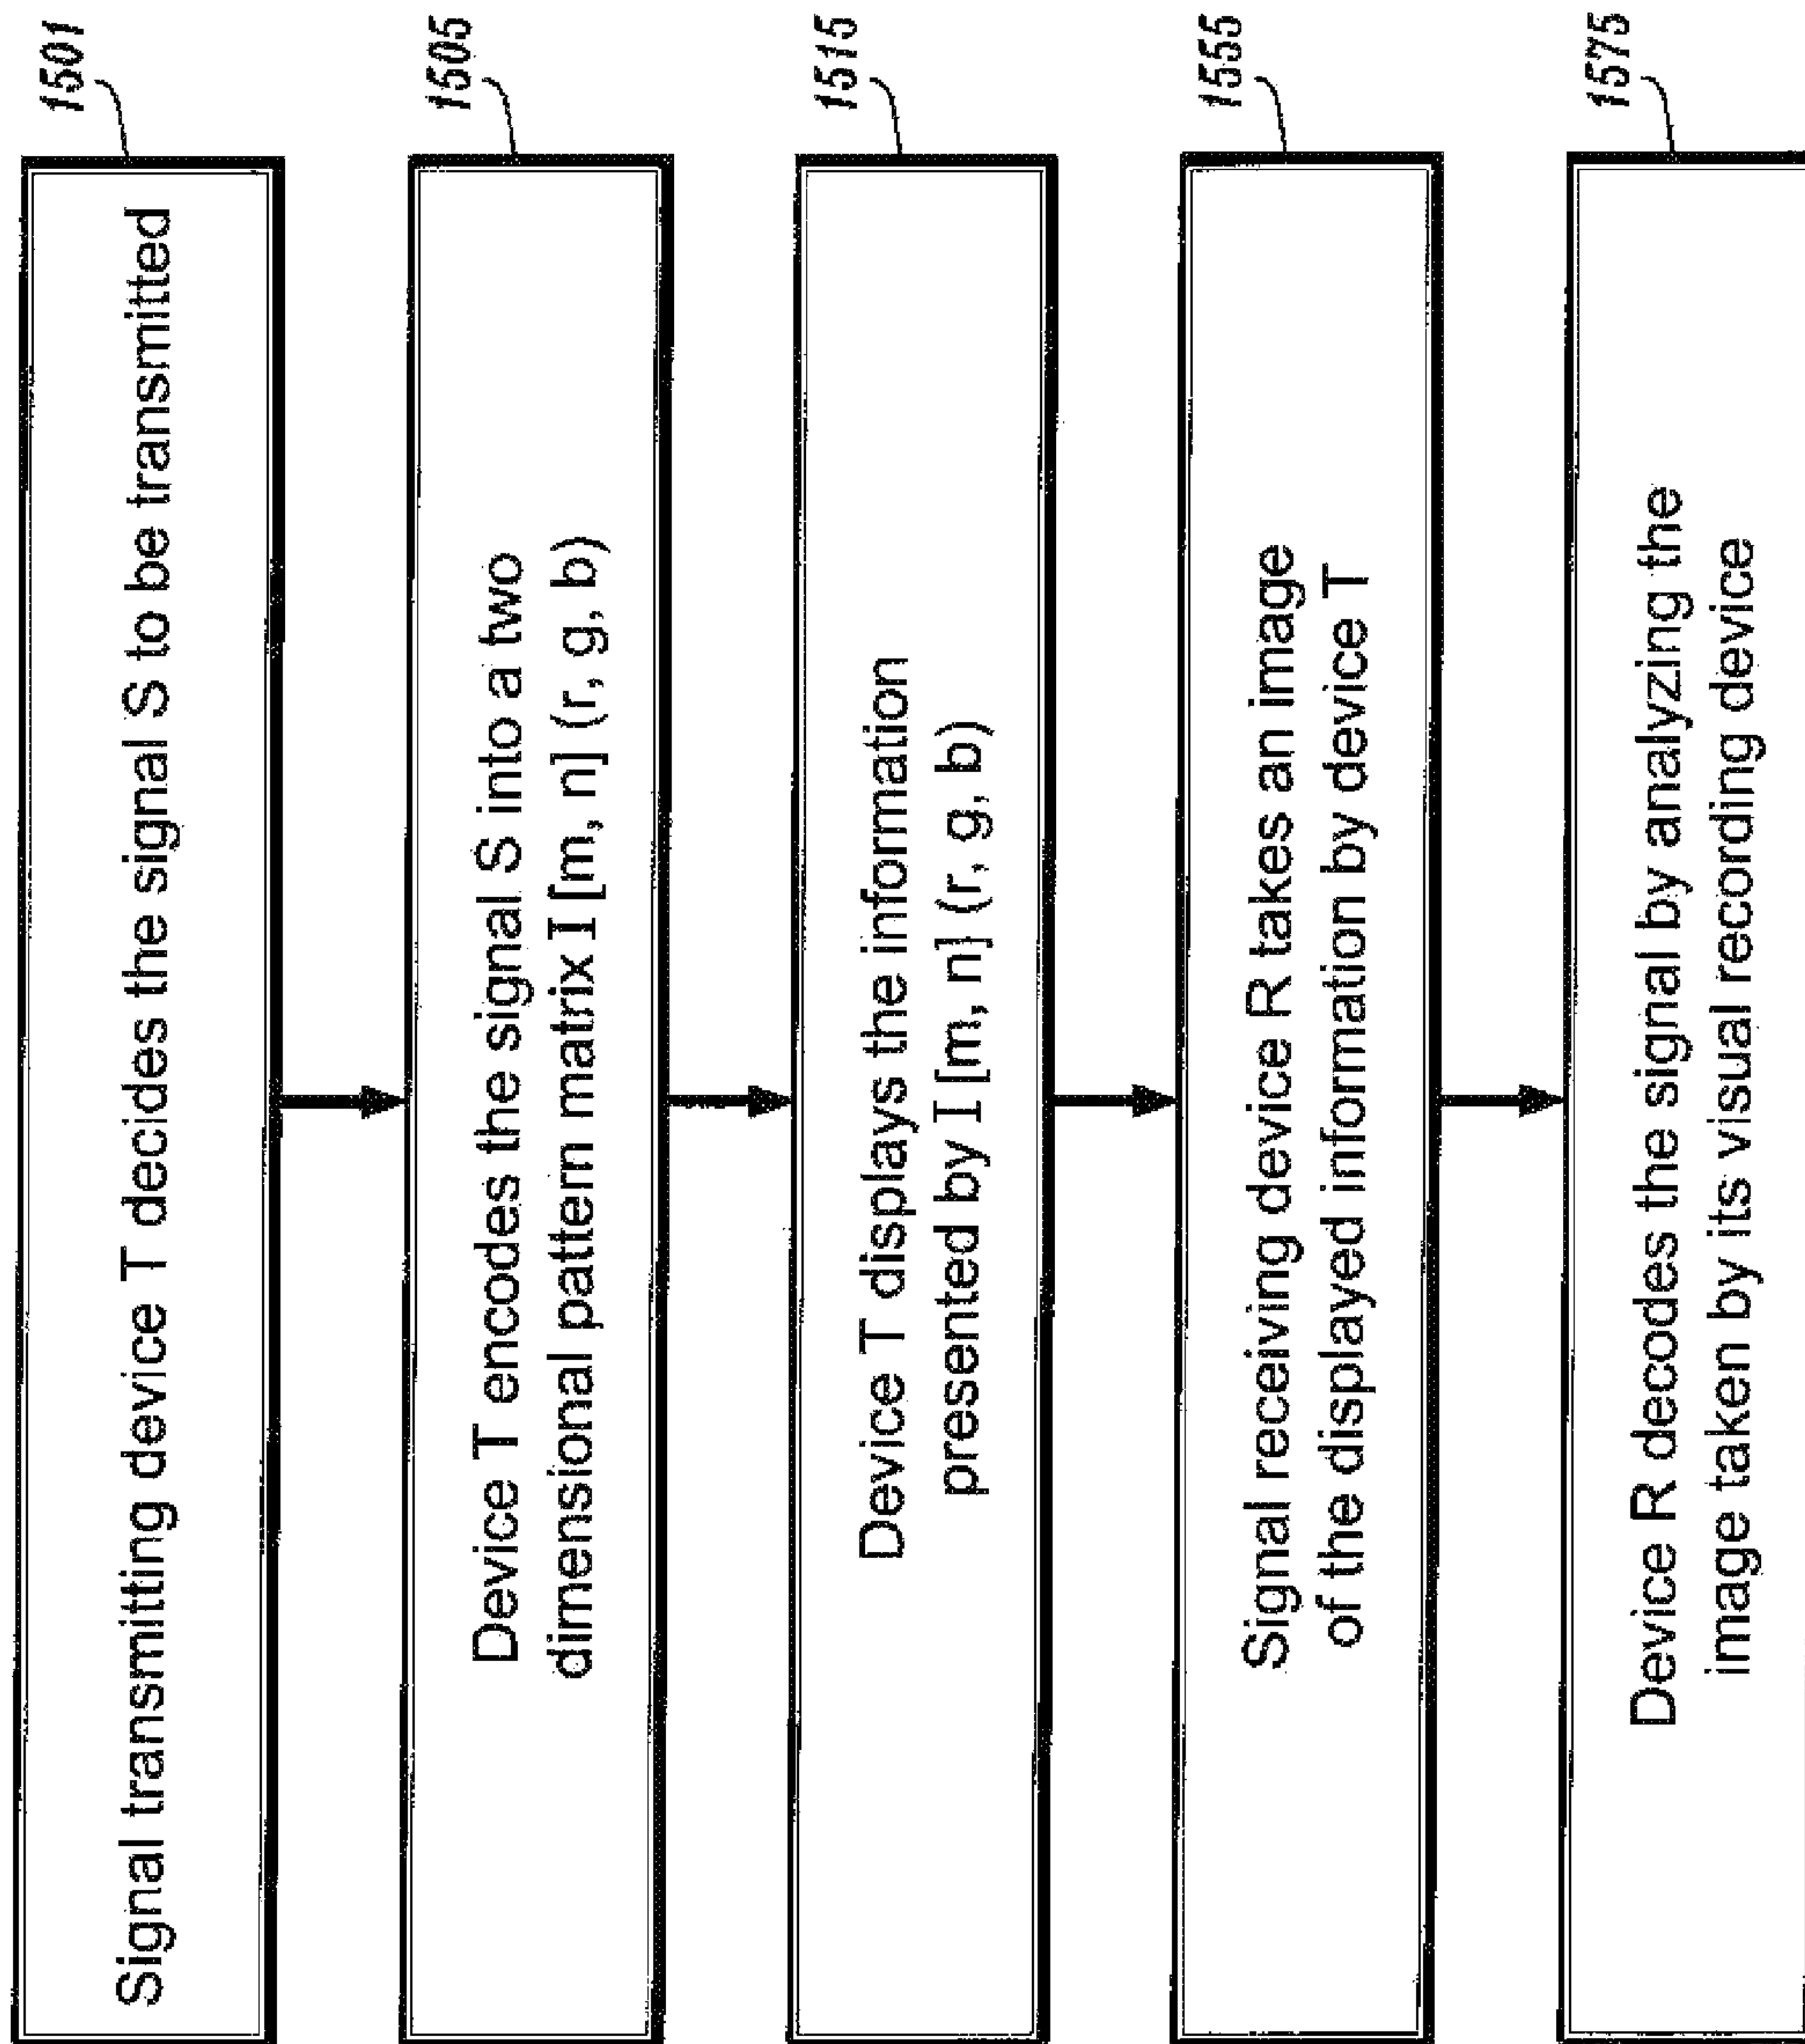 1501
Signal transmitting device T decides the signal S to be transmitted
1505
Device T encodes the signal S into a two
dimensional pattern matrix I [m, n] (r, g, b)
1515
Device T displays the information
presented by I [m, n] (r, g, b)
1555
Signal receiving device R takes an image
of the displayed information by device T
1575
Device R decodes the signal by analyzing the
image taken by its visual recording device